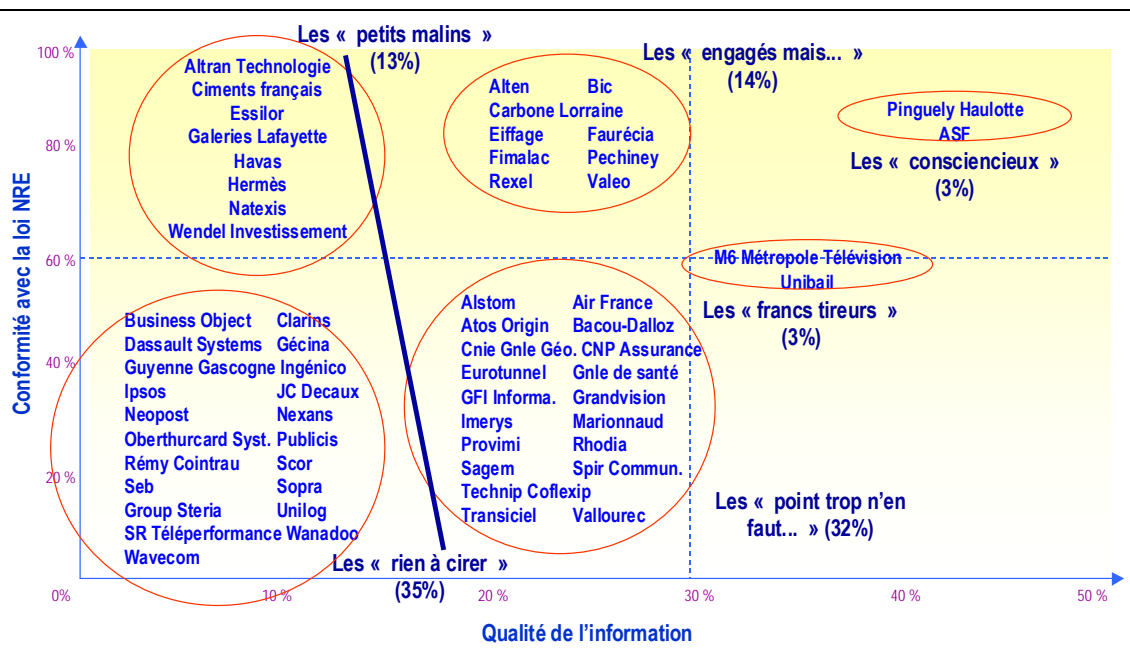 Les « petits malins »
(13%)
Les « engagés mais... »
(14%)
100 %
80 %
60 %
40 %
20 %
Conformité avec la loi NRE
Altran Technologie
Ciments français
Essilor
Galeries Lafayette
Havas
Hermès
Natexis
Wendel Investissement
Alten Bic
Carbone Lorraine
Eiffage Faurécia
Fimalac Pechiney
Rexel Valeo
Pinguely Haulotte
ASF
Les « consciencieux »
(3%)
M6 Métropole Télévision
Unibail
Les « francs tireurs »
(3%)
Business Object Clarins
Dassault Systems Gécina
Guyenne Gascogne Ingénico
Ipsos JC Decaux
Neopost Nexans
Oberthurcard Syst. Publicis
Rémy Cointrau Scor
Seb Sopra
Group Steria Unilog
SR Téléperformance Wanadoo
Wavecom
Alstom Air France
Atos Origin Bacou-Dalloz
Cnie Gnle Géo. CNP Assurance
Eurotunnel Gnle de santé
GFI Informa. Grandvision
Imerys Marionnaud
Provimi Rhodia
Sagem Spir Commun.
Technip Coflexip
Transiciel Vallourec
Les « point trop n'en
faut... » (32%)
Les « rien à cirer »
(35%)
0% 10 % 20 % 30 % 40 % 50 %
Qualité de l'information